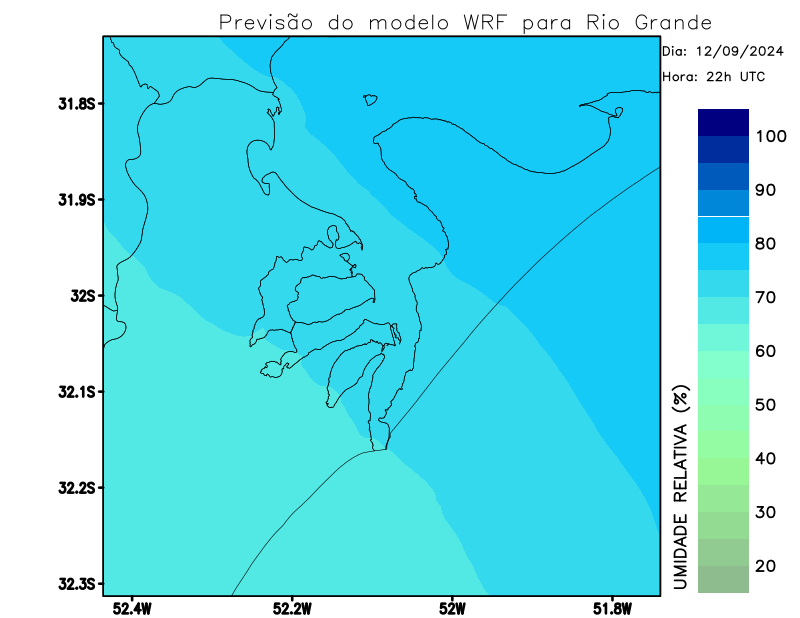 Previsão do modelo WRF para Rio Grande
Dia: 12/09/2024
Hora: 22h UTC
31.8S
31.9S
32S
32.1S
32.2S
32.3S
52.4W
52.2W
52W
51.8W
100
90
80
70
60
50
40
30
20
UMIDADE RELATIVA (%)